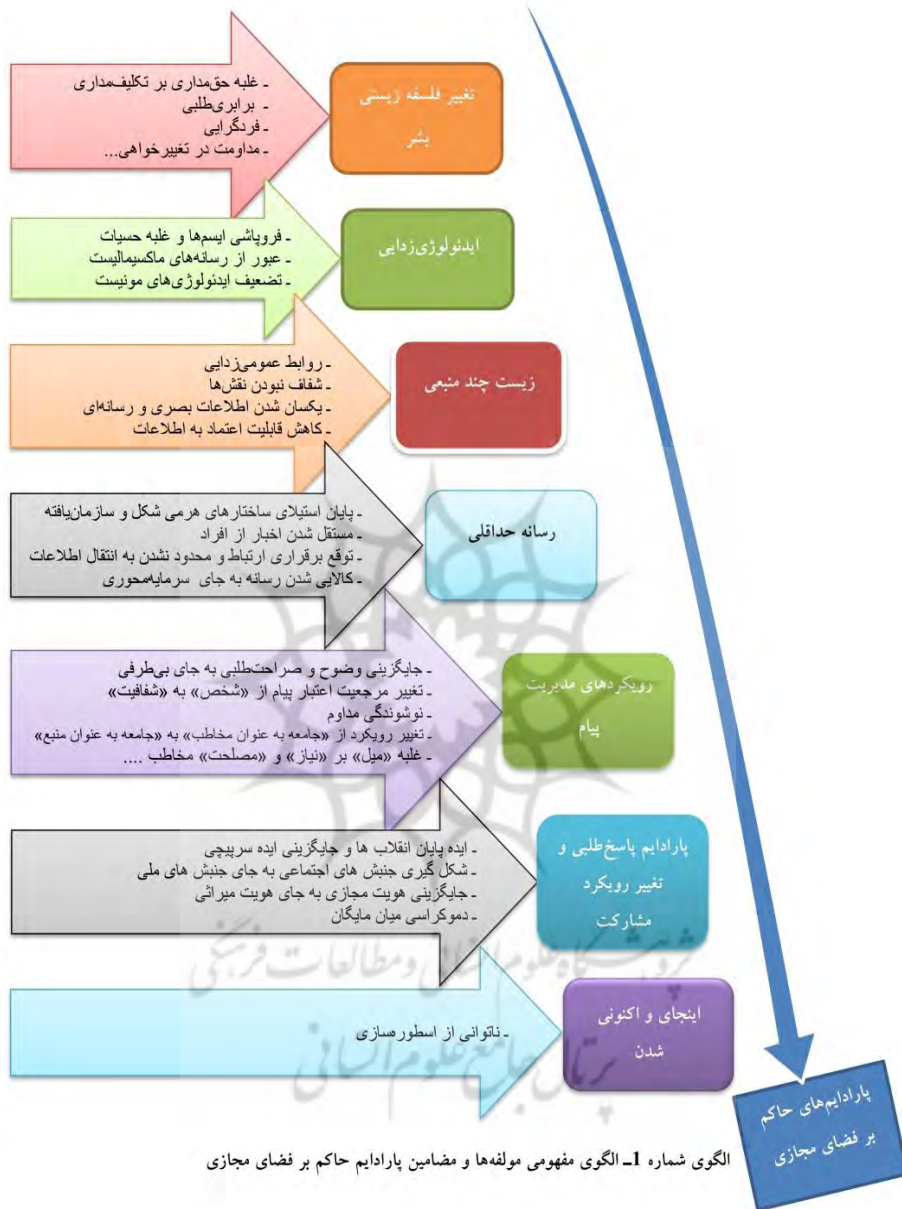 تغییر فلسفه زیستی
بشر
ـ غلبه حق‌مداری بر تکلیف‌مداری
ـ برابری‌طلبی
ـ فردگرایی
ـ مداومت در تغییرخواهی...
ایدئولوژی‌زدایی
ـ فروپاشی ایسم‌ها و غلبه حسیات
ـ عبور از رسانه‌های ماکسیمالیست
ـ تضعیف ایدئولوژی‌های مونیست
زیست چند منبعی
ـ روابط عمومی‌زدایی
ـ شفاف نبودن نقش‌ها
ـ یکسان شدن اطلاعات بصری و رسانه‌ای
ـ کاهش قابلیت اعتماد به اطلاعات
رسانه حداقلی
ـ پایان استیلای ساختارهای هرمی شکل و سازمان‌یافته
ـ مستقل شدن اخبار از افراد
ـ توقع برقراری ارتباط و محدود نشدن به انتقال اطلاعات
ـ کالایی شدن رسانه به جای سرمایه‌محوری
رویکردهای مدیریت
پیام
ـ جایگزینی وضوح و صراحت‌طلبی به جای بی‌طرفی
ـ تغییر مرجعیت اعتبار پیام از «شخص» به «شفافیت»
ـ نوشوندگی مداوم
ـ تغییر رویکرد از «جامعه به عنوان مخاطب» به «جامعه به عنوان منبع»
ـ غلبه «میل» بر «نیاز» و «مصلحت» مخاطب ....
پارادایم پاسخ‌طلبی و
تغییر رویکرد
مشارکت
ـ ایده پایان انقلاب ها و جایگزینی ایده سرپیچی
ـ شکل گیری جنبش های اجتماعی به جای جنبش های ملی
ـ جایگزینی هویت مجازی به جای هویت میراثی
ـ دموکراسی میان مایگان
اینجای و اکنونی
شدن
ـ ناتوانی از اسطوره‌سازی
پژوهشگاه علوم انسانی و مطالعات فرهنگی
پرتال جامع علوم انسانی
پارادایم‌های حاکم
بر فضای مجازی
الگوی شماره 1ـ الگوی مفهومی مولفه‌ها و مضامین پارادایم حاکم بر فضای مجازی